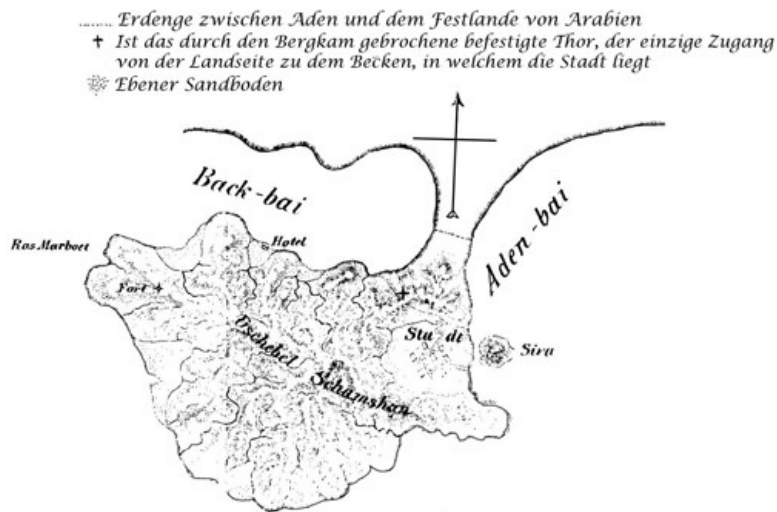 Erdenge zwischen Aden und dem Festlande von Arabien
Ist das durch den Bergkam gebrochene befestigte Thor, der einzige Zugang
von der Landseite zu dem Becken, in welchem die Stadt liegt
Ebener Sandboden
Back-bai
Aden-bai
Ras Marboet
Hotel
Fort
Stadt
Sira
Dschebel Schamshan